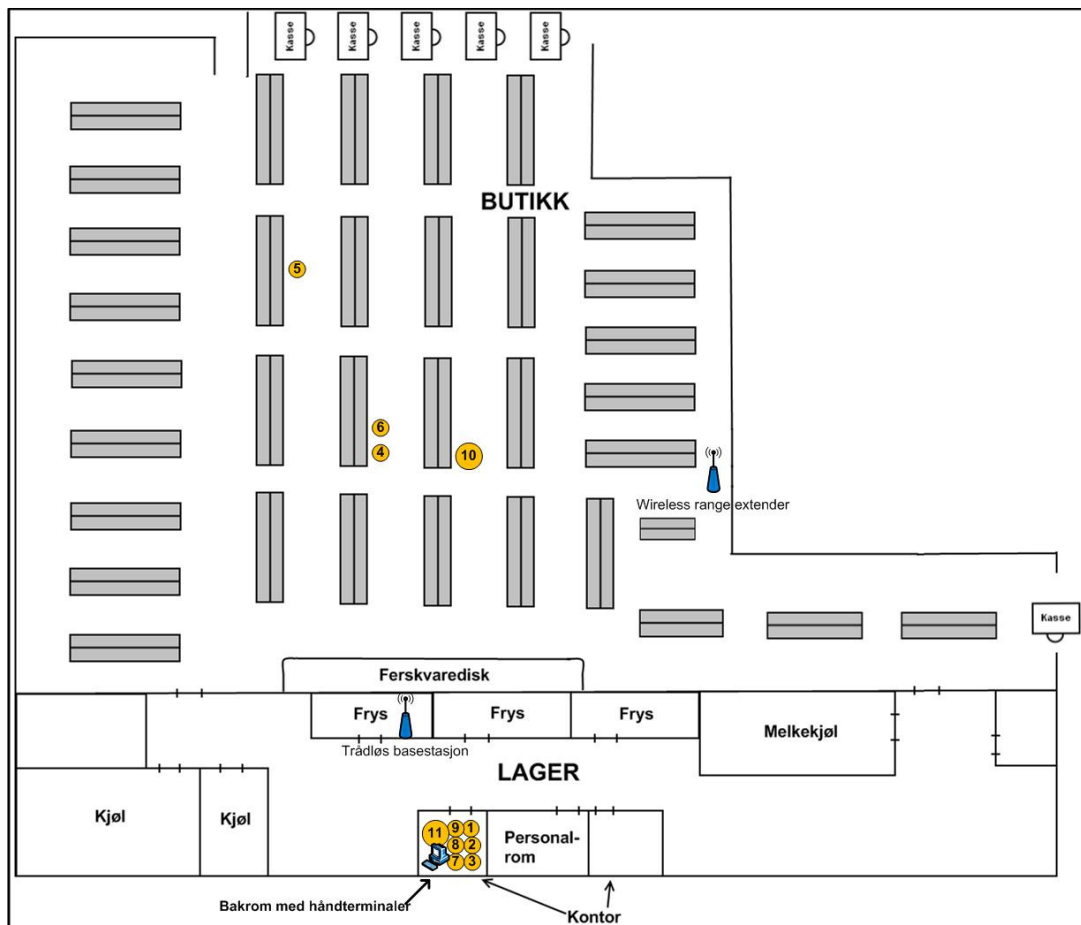 Kasse
Kasse
Kasse
Kasse
Kasse
BUTIKK
5
6
4
10
Wireless range extender
Kasse
Ferskvaredisk
Frys
Frys
Frys
Melkekjøl
Trådløs basestasjon
LAGER
Kjøl
Kjøl
11
9
1
8
2
7
3
Personal-
rom
Bakrom med håndterminaler
Kontor